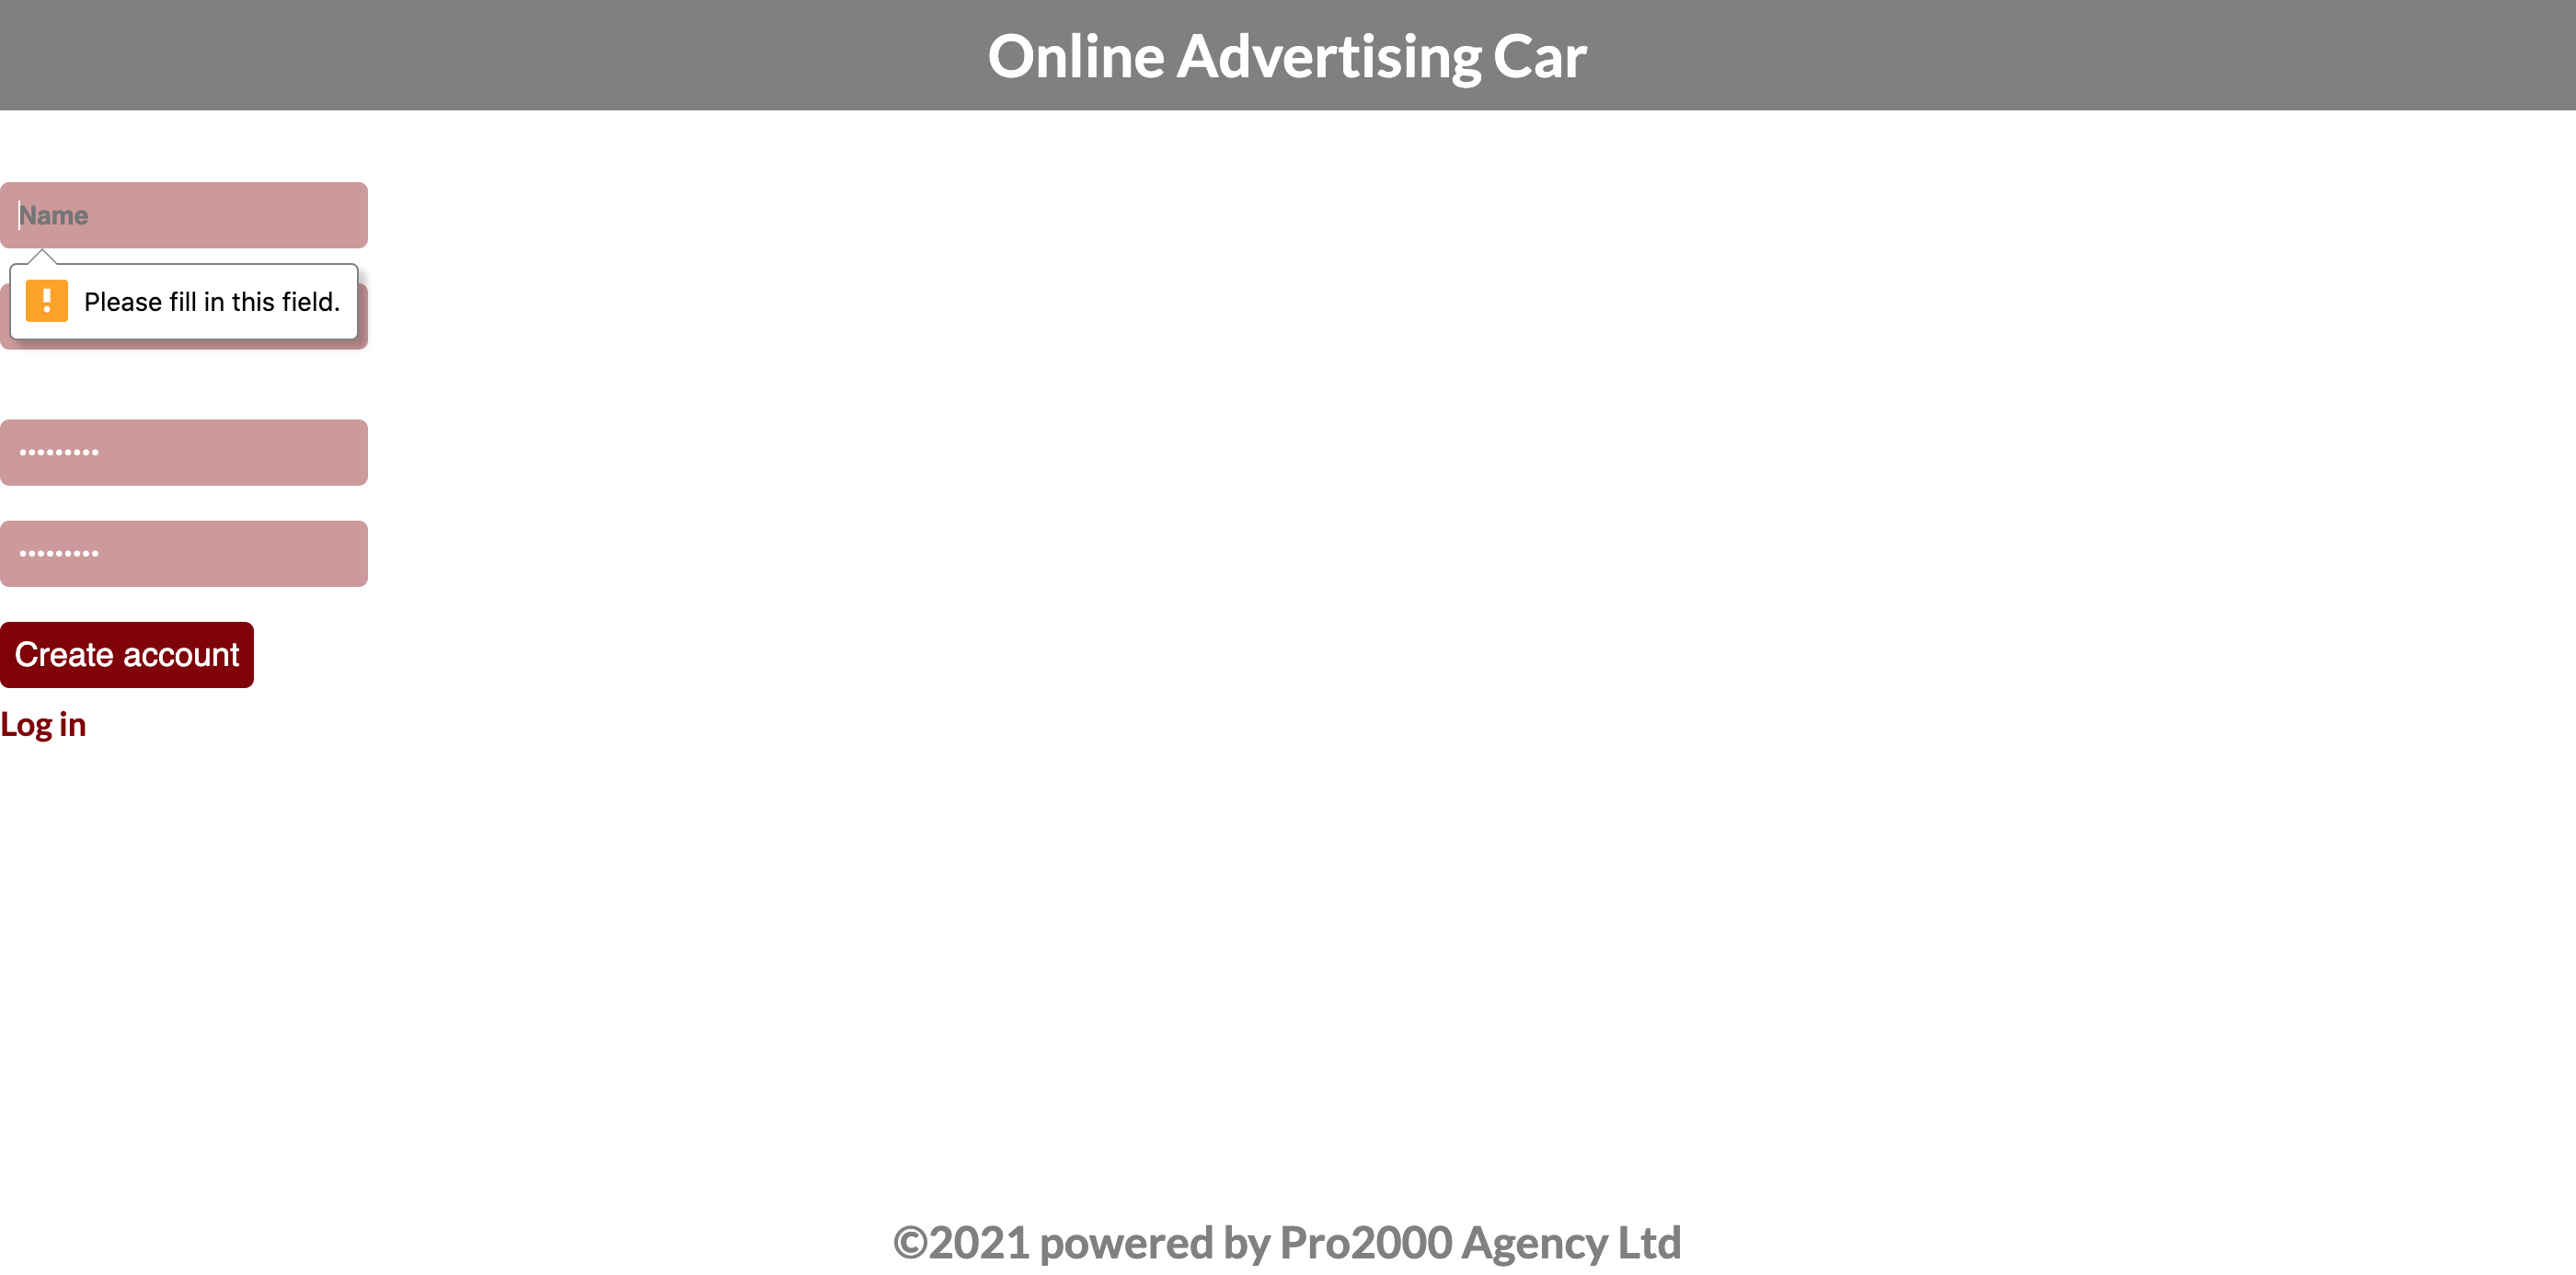 Online Advertising Car
Name
Please fill in this field.
•••••••••
•••••••••
Create account
Log in
©2021 powered by Pro2000 Agency Ltd